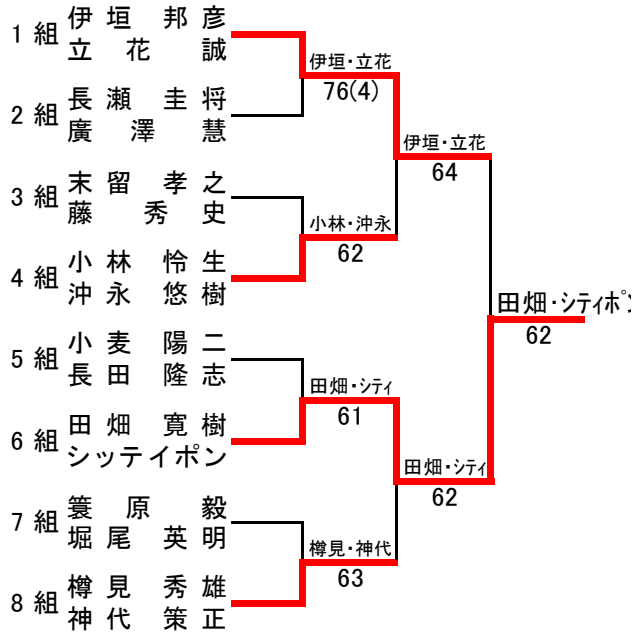 1 組 伊垣 邦彦
立花 誠
2 組 長瀬 圭将
廣澤 慧
3 組 末留 孝之
藤 秀史
4 組 小林 怜生
沖永 悠樹
5 組 小麦 陽二
長田 隆志
6 組 田畑 寛樹
シッテイポン
7 組 簑原 毅
堀尾 英明
8 組 樽見 秀雄
神代 策正
伊垣・立花
76(4)
小林・沖永
62
田畑・シティ
61
樽見・神代
63
伊垣・立花
64
田畑・シティ
62
田畑・シティポン
62